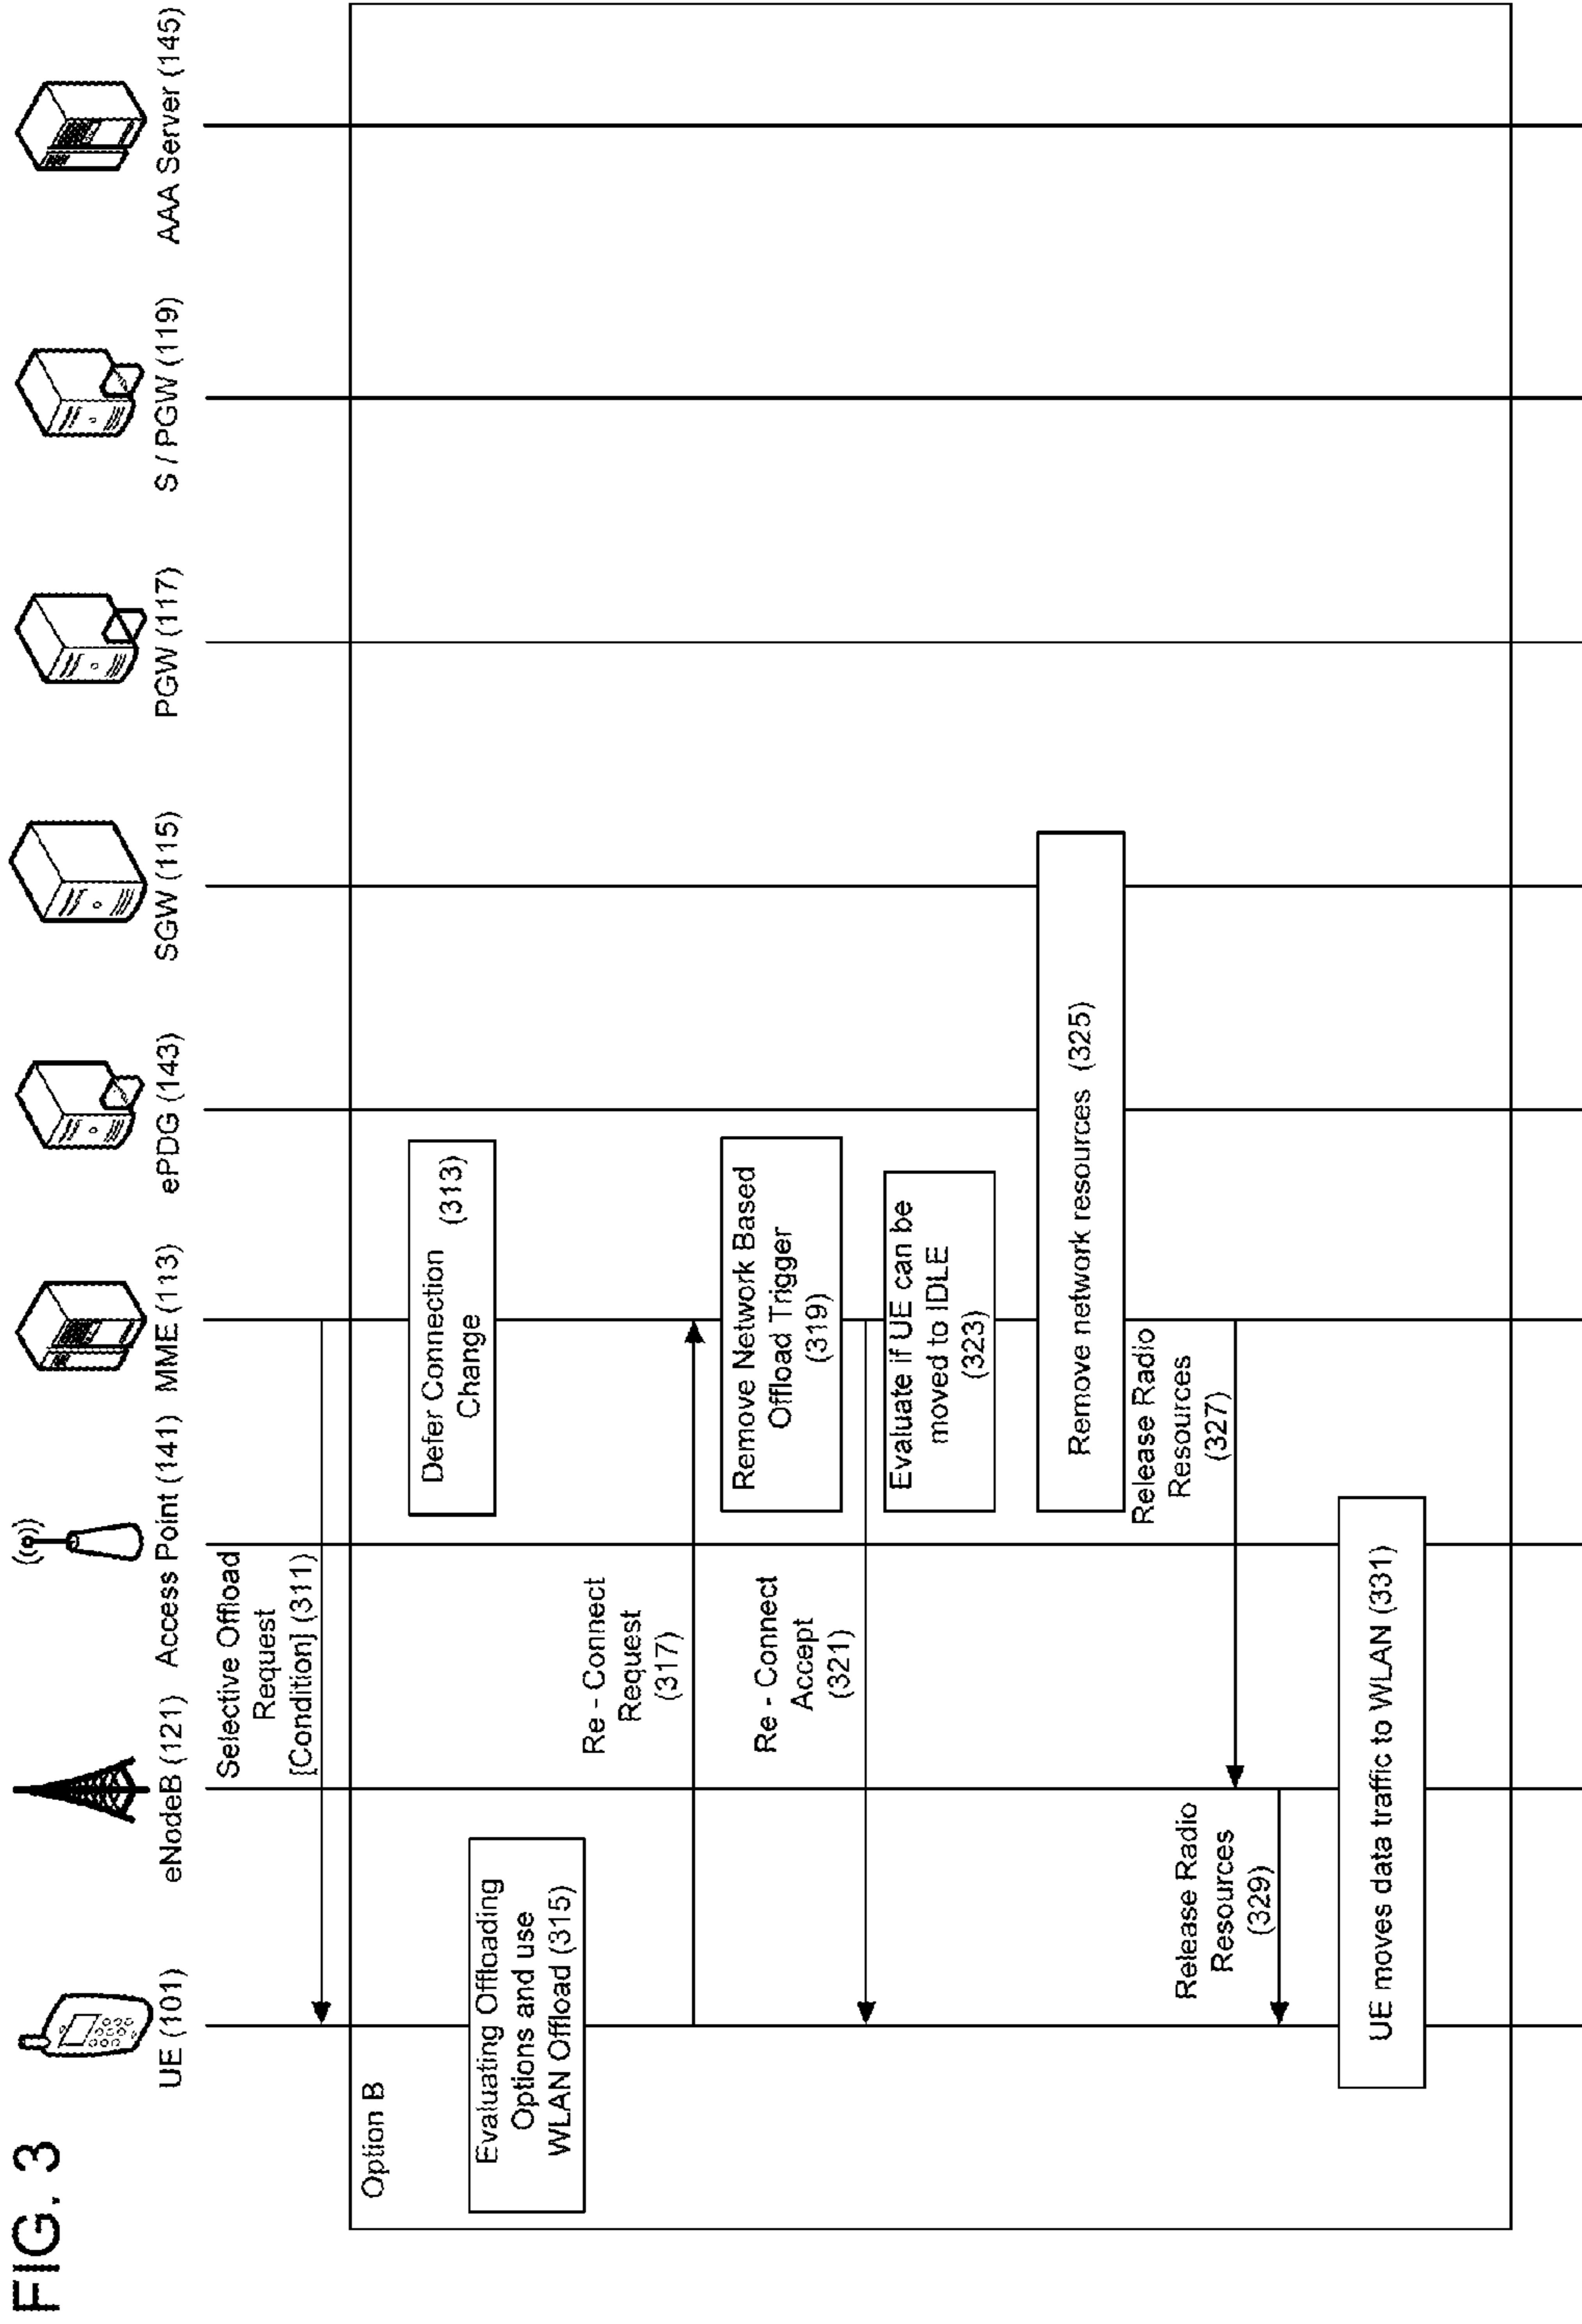 FIG. 3
UE (101)
eNodeB (121)
Access Point (141)
MME (113)
ePDG (143)
SGW (115)
PGW (117)
S / PGW (119)
AAA Server (145)
Selective Offload
Request
[Condition] (311)
Option B
Defer Connection
Change
(313)
Evaluating Offloading
Options and use
WLAN Offload (315)
Re - Connect
Request
(317)
Remove Network Based
Offload Trigger
(319)
Re - Connect
Accept
(321)
Evaluate if UE can be
moved to IDLE
(323)
Remove network resources (325)
Release Radio
Resources
(327)
Release Radio
Resources
(329)
UE moves data traffic to WLAN (331)